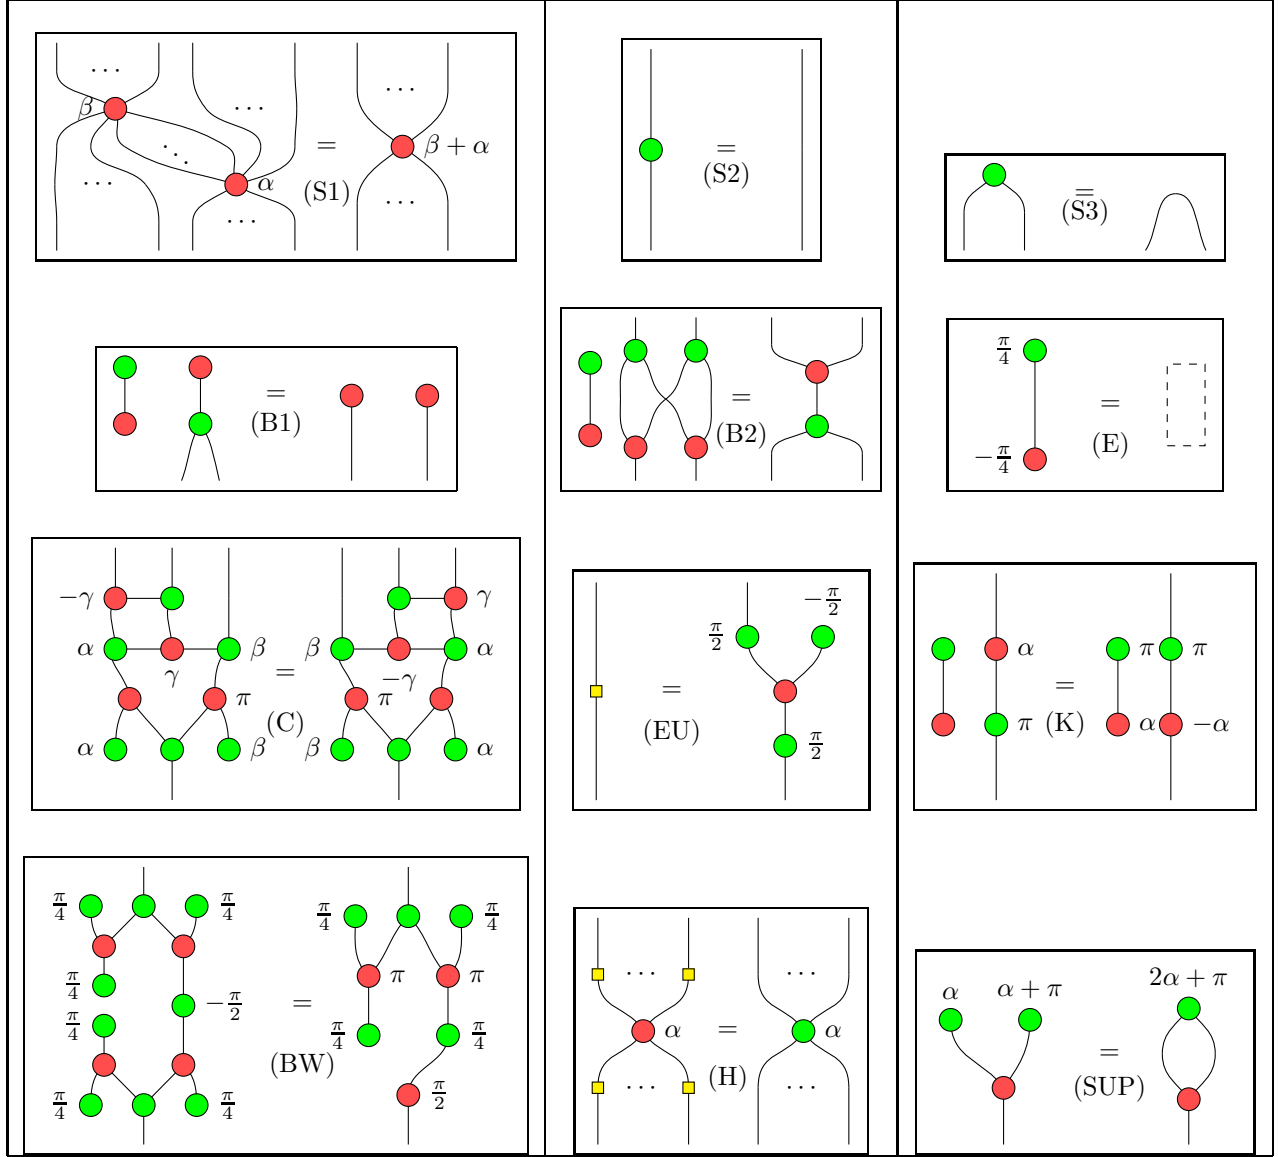 ... 
β ... ... = β + α
... α (S1) ...
...
=
(S2)
=
(S3)
=
(B1)
=
(B2)
π/4
=
−π/4 (E)
−γ γ
α β = β α
γ −γ
π (C) π
α β β α
−π/2
π/2
=
(EU)
π/2
α π π
=
π (K) α −α
π/4 π/4 π/4 π/4
π π
π/4
−π/2 =
π/4 π/4 π/4
(BW)
π/4 π/4 π/2
... ...
α = α
(H)
... ...
α α + π 2α + π
=
(SUP)